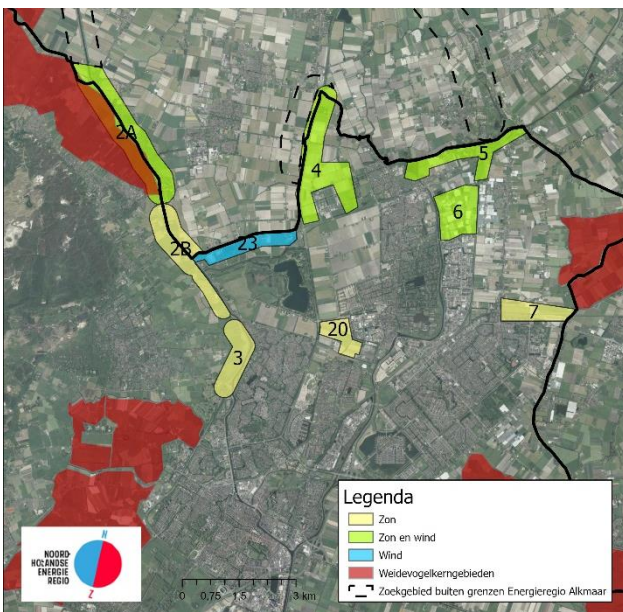 2A
4
5
6
2B
23
7
20
3
Legenda
Zon
Zon en wind
Wind
Weidevogelkerngebieden
Zoekgebied buiten grenzen Energieregio Alkmaar
NOORD
HOLLANDSE
ENERGIE
REGIO
N
Z
0 0,75 1,5 3 km